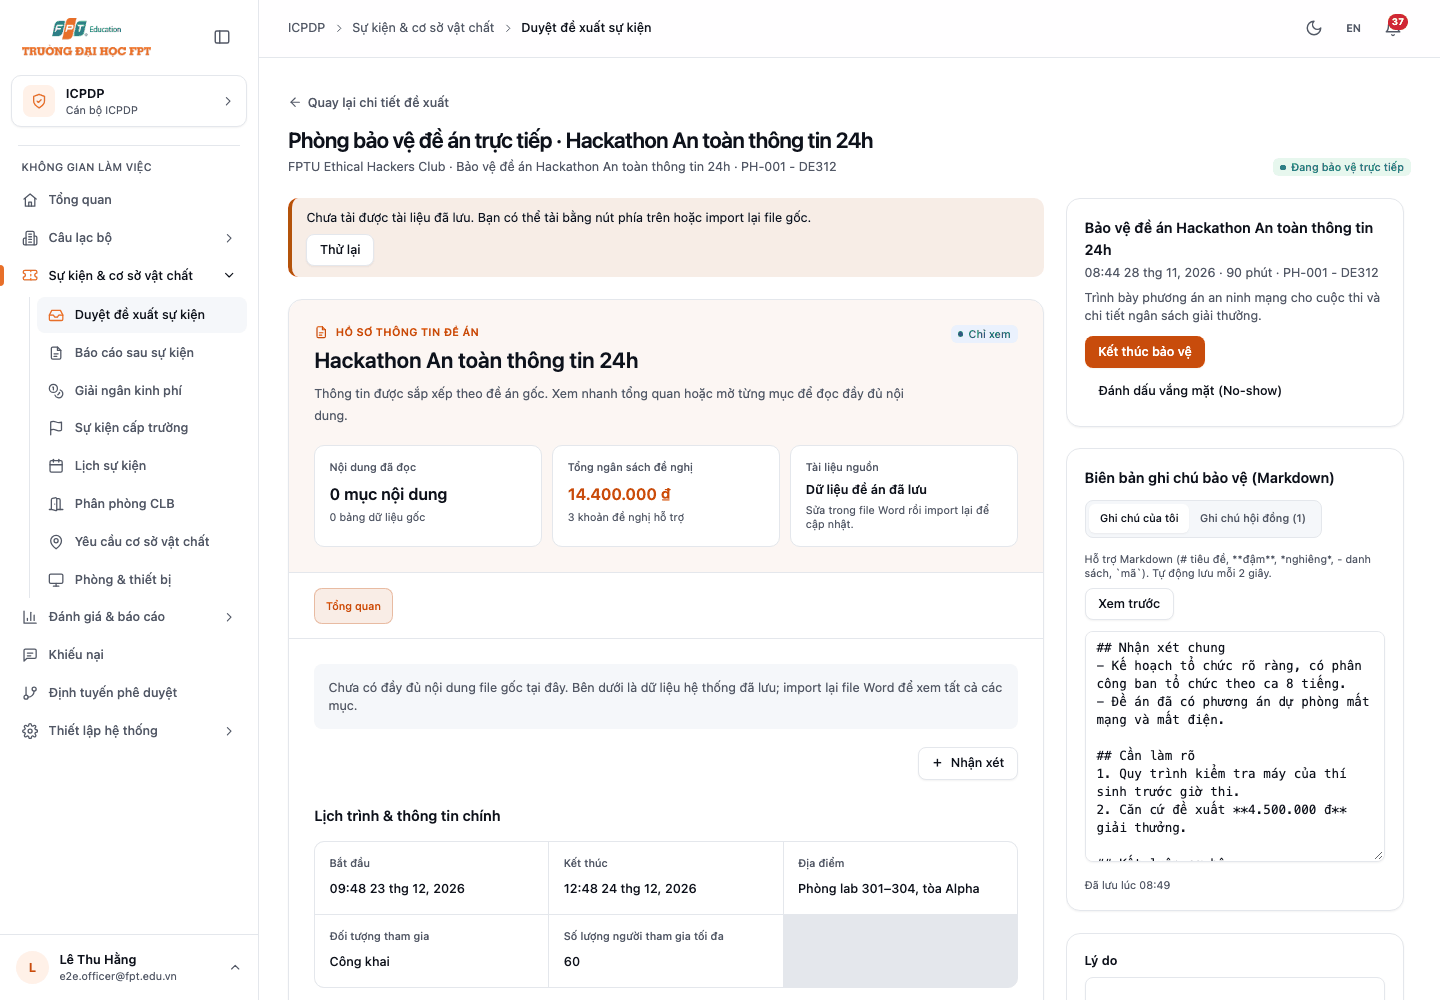 FPT Education
TRƯỜNG ĐẠI HỌC FPT
ICPDP
Cán bộ ICPDP
KHÔNG GIAN LÀM VIỆC
Tổng quan
Câu lạc bộ
Sự kiện & cơ sở vật chất
Duyệt đề xuất sự kiện
Báo cáo sau sự kiện
Giải ngân kinh phí
Sự kiện cấp trường
Lịch sự kiện
Phân phòng CLB
Yêu cầu cơ sở vật chất
Phòng & thiết bị
Đánh giá & báo cáo
Khiếu nại
Định tuyến phê duyệt
Thiết lập hệ thống
L
Lê Thu Hằng
e2e.officer@fpt.edu.vn
ICPDP > Sự kiện & cơ sở vật chất > Duyệt đề xuất sự kiện
EN
37
← Quay lại chi tiết đề xuất
Phòng bảo vệ đề án trực tiếp · Hackathon An toàn thông tin 24h
FPTU Ethical Hackers Club · Bảo vệ đề án Hackathon An toàn thông tin 24h · PH-001 - DE312
Đang bảo vệ trực tiếp
Chưa tải được tài liệu đã lưu. Bạn có thể tải bằng nút phía trên hoặc import lại file gốc.
Thử lại
HỒ SƠ THÔNG TIN ĐỀ ÁN
Chỉ xem
Hackathon An toàn thông tin 24h
Thông tin được sắp xếp theo đề án gốc. Xem nhanh tổng quan hoặc mở từng mục để đọc đầy đủ nội
dung.
Nội dung đã đọc
0 mục nội dung
0 bảng dữ liệu gốc
Tổng ngân sách đề nghị
14.400.000 ₫
3 khoản đề nghị hỗ trợ
Tài liệu nguồn
Dữ liệu đề án đã lưu
Sửa trong file Word rồi import lại để
cập nhật.
Tổng quan
Chưa có đầy đủ nội dung file gốc tại đây. Bên dưới là dữ liệu hệ thống đã lưu; import lại file Word để xem tất cả các
mục.
+ Nhận xét
Lịch trình & thông tin chính
Bắt đầu
09:48 23 thg 12, 2026
Kết thúc
12:48 24 thg 12, 2026
Địa điểm
Phòng lab 301–304, tòa Alpha
Đối tượng tham gia
Công khai
Số lượng người tham gia tối đa
60
Bảo vệ đề án Hackathon An toàn thông tin
24h
08:44 28 thg 11, 2026 · 90 phút · PH-001 - DE312
Trình bày phương án an ninh mạng cho cuộc thi và
chi tiết ngân sách giải thưởng.
Kết thúc bảo vệ
Đánh dấu vắng mặt (No-show)
Biên bản ghi chú bảo vệ (Markdown)
Ghi chú của tôi
Ghi chú hội đồng (1)
Hỗ trợ Markdown (# tiêu đề, **đậm**, *nghiêng*, - danh
sách, `mã`). Tự động lưu mỗi 2 giây.
Xem trước
## Nhận xét chung
- Kế hoạch tổ chức rõ ràng, có phân
công ban tổ chức theo ca 8 tiếng.
- Đề án đã có phương án dự phòng mất
mạng và mất điện.
## Cần làm rõ
1. Quy trình kiểm tra máy của thí
sinh trước giờ thi.
2. Căn cứ đề xuất **4.500.000 đ**
giải thưởng.
Đã lưu lúc 08:49
Lý do